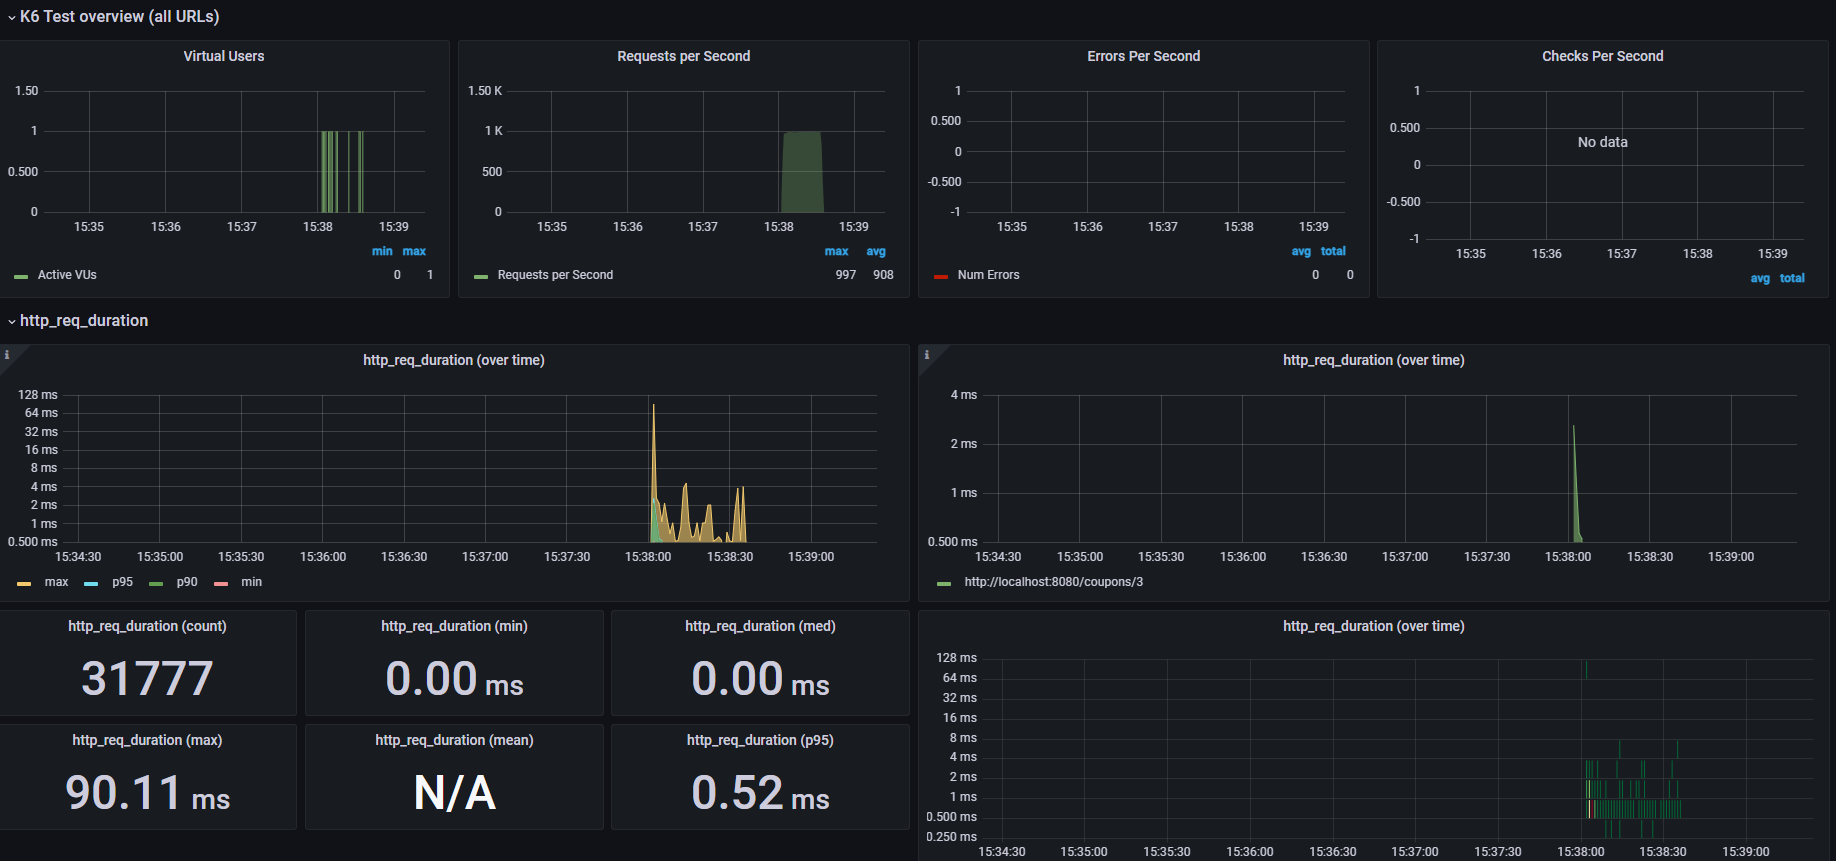 K6 Test overview (all URLs)
Virtual Users
1.50
1
0.500
0
15:35 15:36 15:37 15:38 15:39
min max
Active VUs 0 1
Requests per Second
1.50 K
1 K
500
0
15:35 15:36 15:37 15:38 15:39
max avg
Requests per Second 997 908
Errors Per Second
1
0.500
0
-0.500
-1
15:35 15:36 15:37 15:38 15:39
avg total
Num Errors 0 0
Checks Per Second
1
0.500
0
-0.500
-1
No data
15:35 15:36 15:37 15:38 15:39
avg total
http_req_duration
i
http_req_duration (over time)
128 ms
64 ms
32 ms
16 ms
8 ms
4 ms
2 ms
1 ms
0.500 ms
15:34:30 15:35:00 15:35:30 15:36:00 15:36:30 15:37:00 15:37:30 15:38:00 15:38:30 15:39:00
max p95 p90 min
i
http_req_duration (over time)
4 ms
2 ms
1 ms
0.500 ms
15:34:30 15:35:00 15:35:30 15:36:00 15:36:30 15:37:00 15:37:30 15:38:00 15:38:30 15:39:00
http://localhost:8080/coupons/3
http_req_duration (count)
31777
http_req_duration (min)
0.00 ms
http_req_duration (med)
0.00 ms
http_req_duration (max)
90.11 ms
http_req_duration (mean)
N/A
http_req_duration (p95)
0.52 ms
http_req_duration (over time)
128 ms
64 ms
32 ms
16 ms
8 ms
4 ms
2 ms
1 ms
0.500 ms
0.250 ms
15:34:30 15:35:00 15:35:30 15:36:00 15:36:30 15:37:00 15:37:30 15:38:00 15:38:30 15:39:00